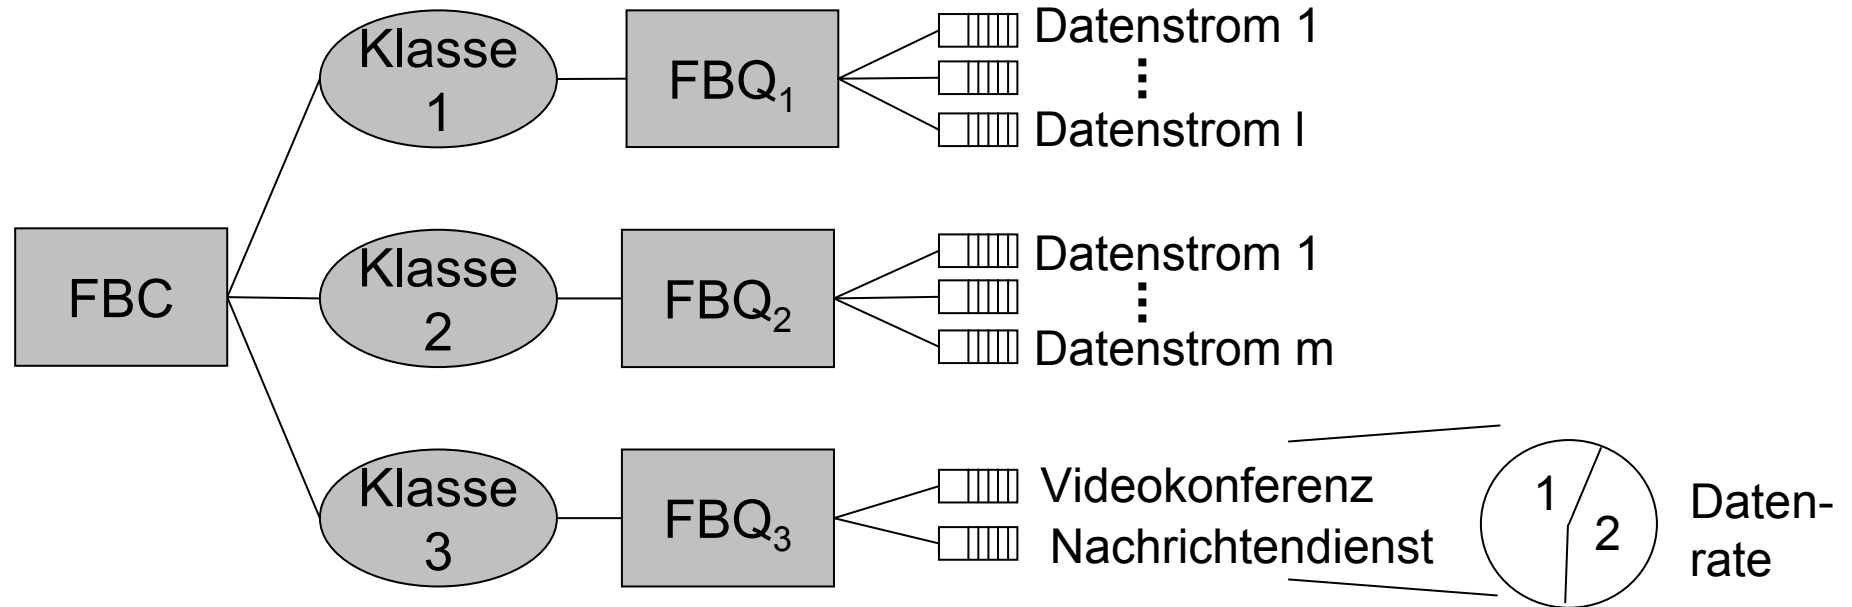 Klasse
1
FBQ1
Datenstrom 1
Datenstrom l
FBC
Klasse
2
FBQ2
Datenstrom 1
Datenstrom m
Klasse
3
FBQ3
Videokonferenz
Nachrichtendienst
1
2
Daten-
rate